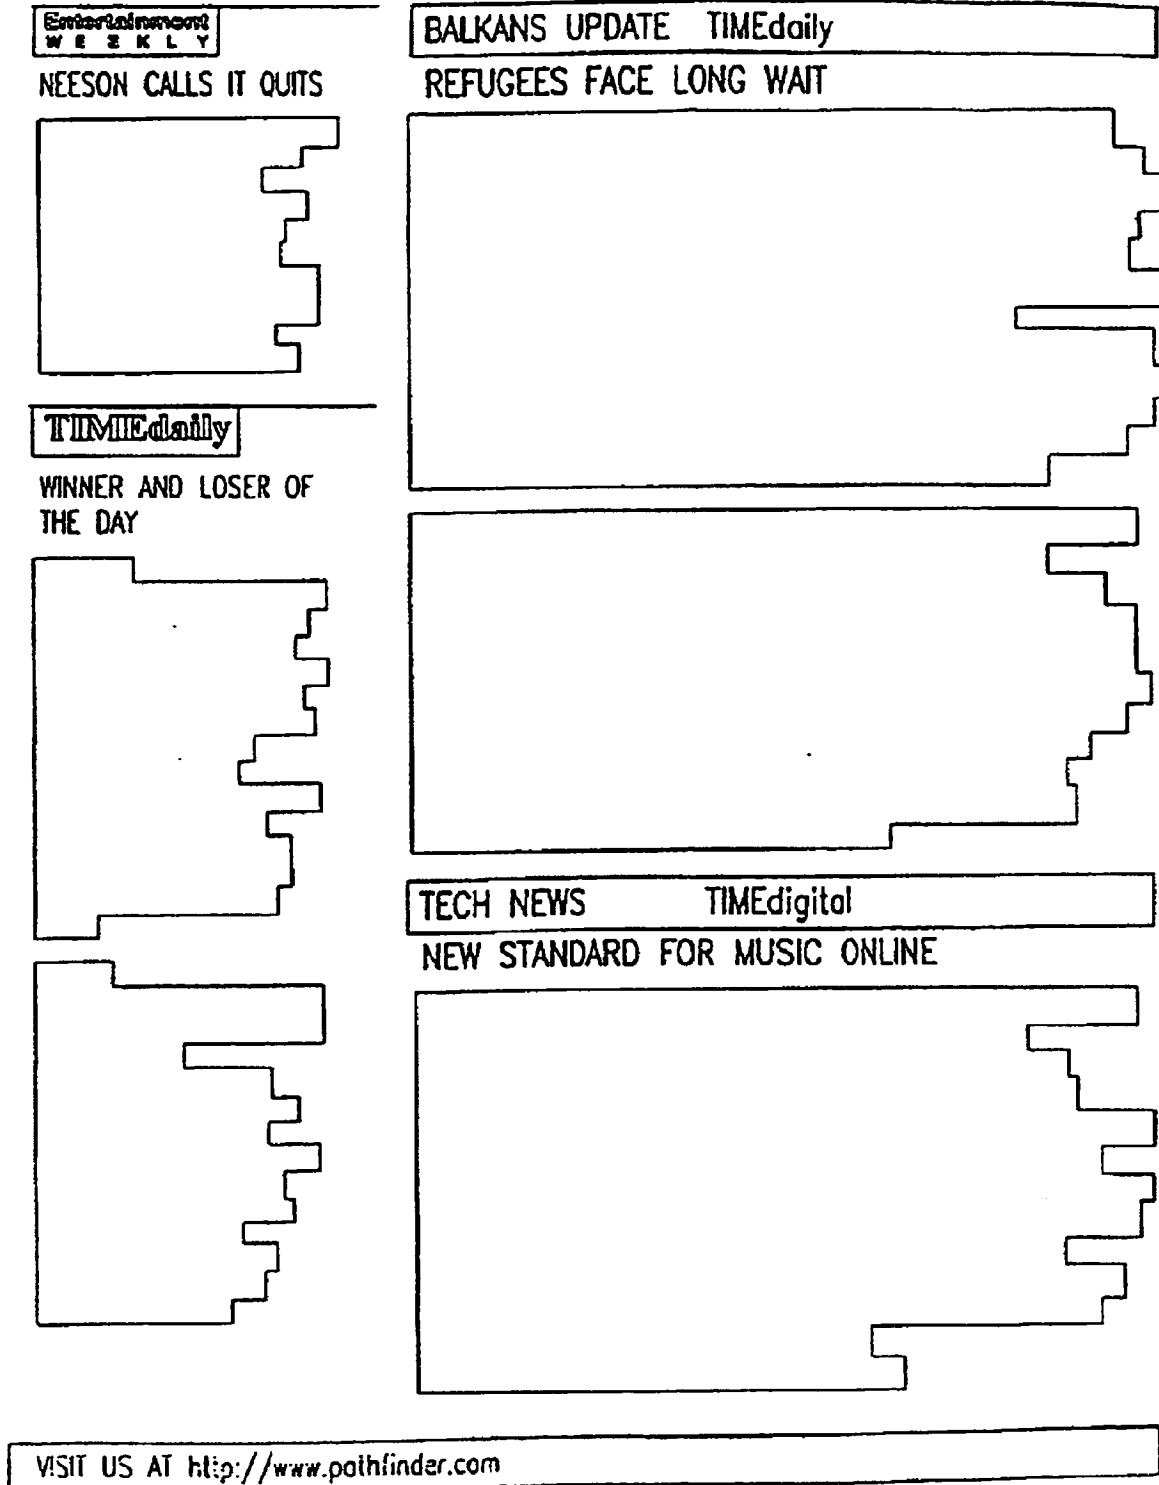 Entertainment
WEEKLY
NEESON CALLS IT QUITS
TIMEdaily
WINNER AND LOSER OF
THE DAY
BALKANS UPDATE TIMEdaily
REFUGEES FACE LONG WAIT
TECH NEWS TIMEdigital
NEW STANDARD FOR MUSIC ONLINE
VISIT US AT http://www.pathfinder.com